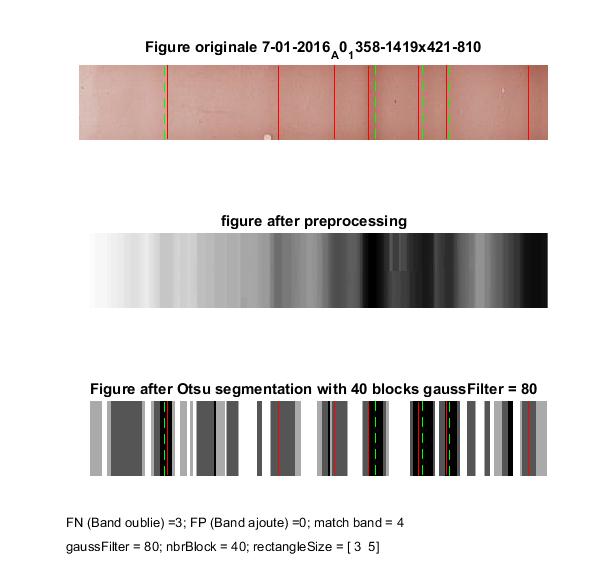 Figure originale 7-01-2016A01358-1419x421-810
figure after preprocessing
Figure after Otsu segmentation with 40 blocks gaussFilter = 80
FN (Band oublie) =3; FP (Band ajoute) =0; match band = 4
gaussFilter = 80; nbrBlock = 40; rectangleSize = [ 3 5]